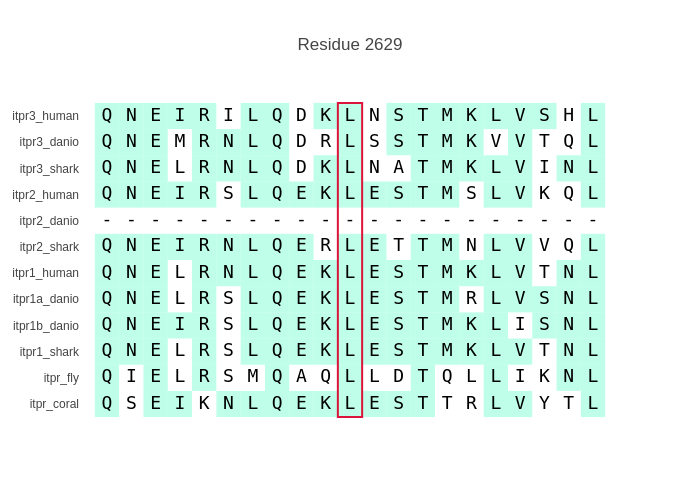 Residue 2629
itpr3_human Q N E I R I L Q D K L N S T M K L V S H L
itpr3_danio Q N E M R N L Q D R L S S T M K V V T Q L
itpr3_shark Q N E L R N L Q D K L N A T M K L V I N L
itpr2_human Q N E I R S L Q E K L E S T M S L V K Q L
itpr2_danio - - - - - - - - - - - - - - - - - - - - -
itpr2_shark Q N E I R N L Q E R L E T T M N L V V Q L
itpr1_human Q N E L R N L Q E K L E S T M K L V T N L
itpr1a_danio Q N E L R S L Q E K L E S T M R L V S N L
itpr1b_danio Q N E I R S L Q E K L E S T M K L I S N L
itpr1_shark Q N E L R S L Q E K L E S T M K L V T N L
itpr_fly Q I E L R S M Q A Q L L D T Q L L I K N L
itpr_coral Q S E I K N L Q E K L E S T T R L V Y T L